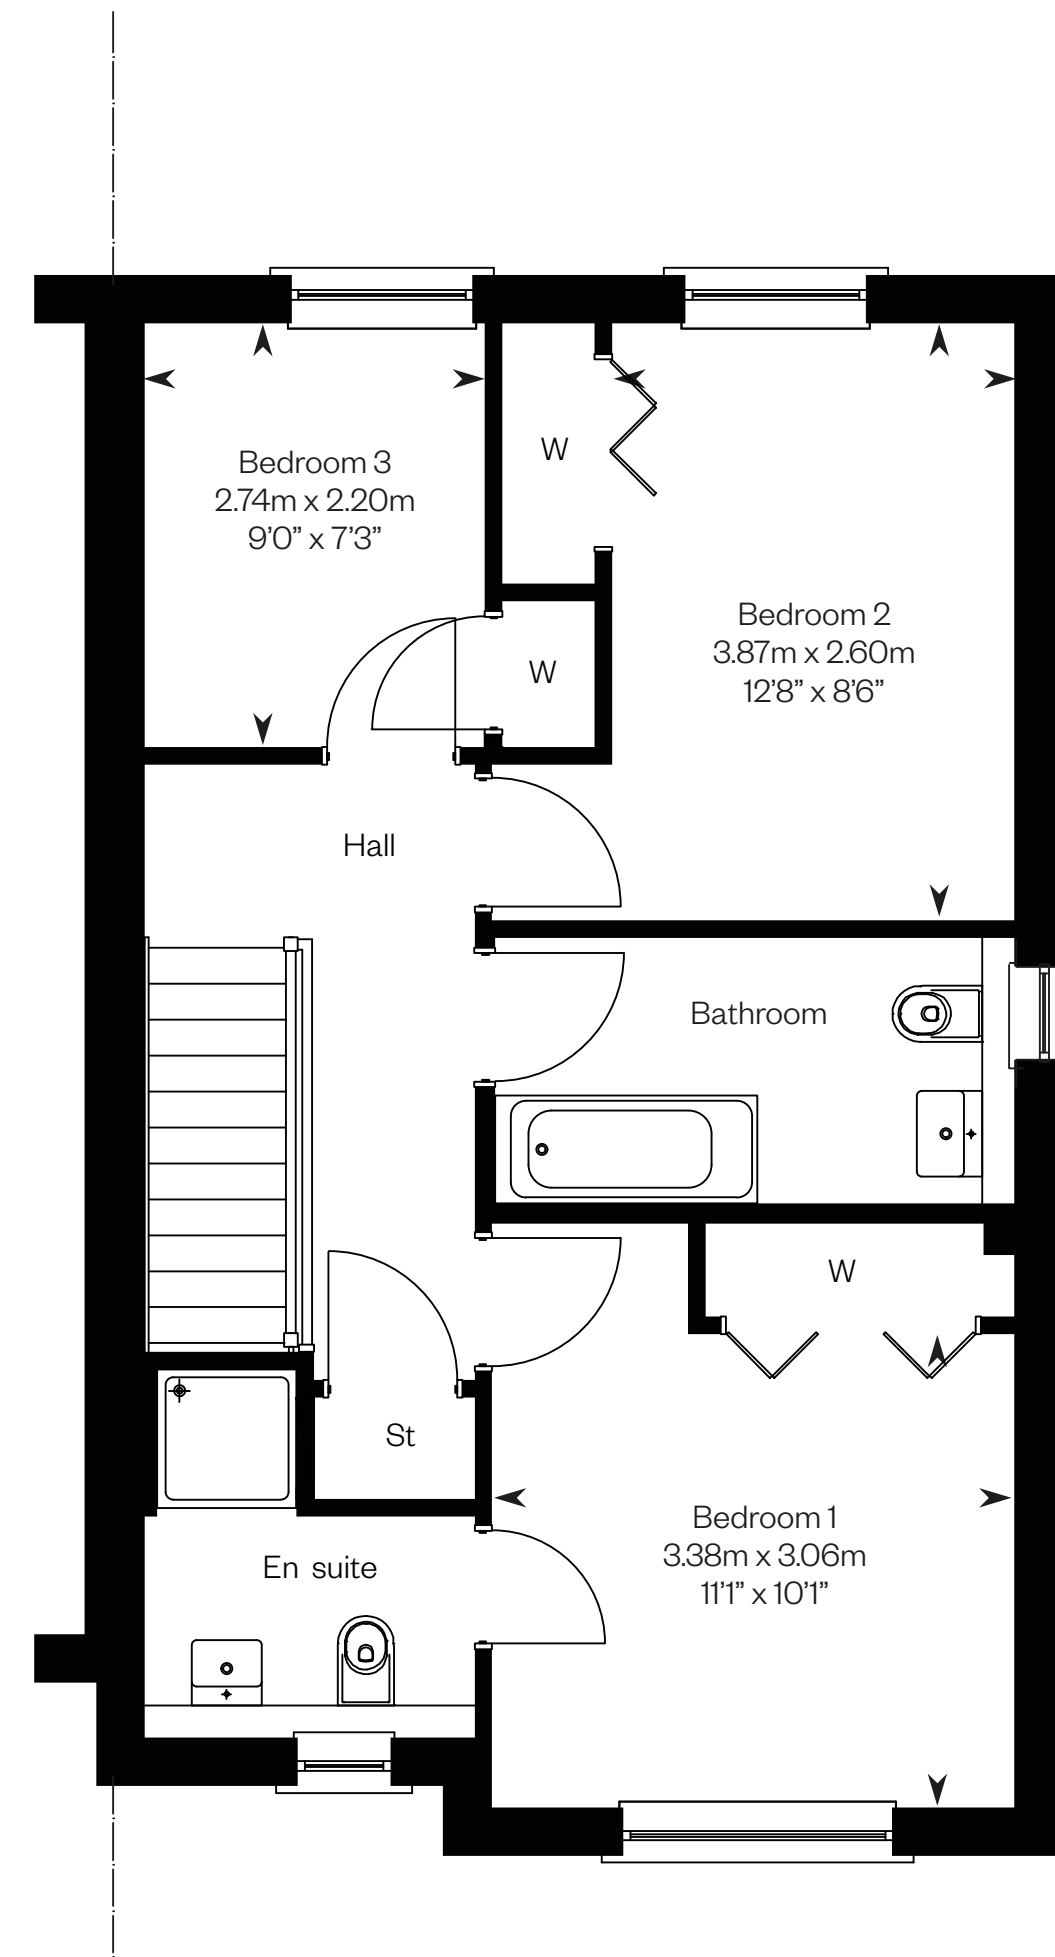 Bedroom 3
2.74m x 2.20m
9’0” x 7’3”
W
W
Bedroom 2
3.87m x 2.60m
12’8” x 8’6”
Hall
Bathroom
W
St
En suite
Bedroom 1
3.38m x 3.06m
11’1” x 10’1”